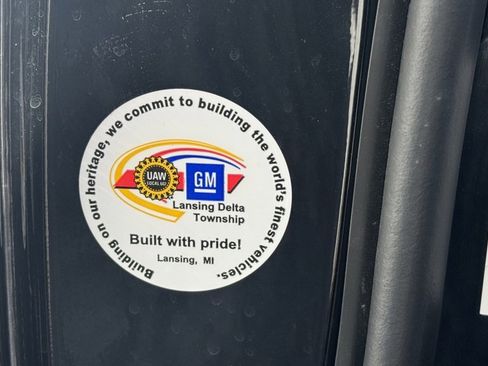 Building on our heritage, we commit to building the world's finest vehicles.
UAW
GM
Lansing Delta
Township
Built with pride!
Lansing, MI